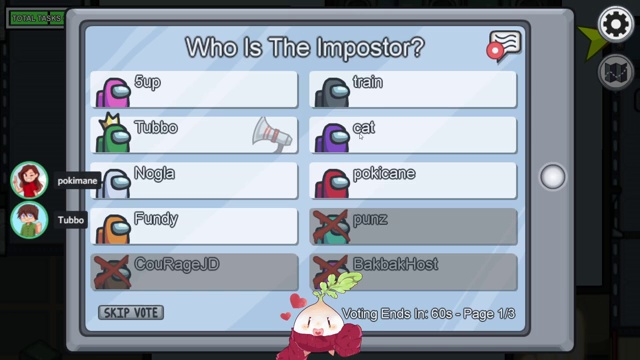 TOTAL TASKS
Who Is The Impostor?
5up
train
Tubbo
cat
Nogla
pokicane
Fundy
punz
CouRageJD
BakbakHost
pokimane
Tubbo
SKIP VOTE
Voting Ends In: 60s - Page 1/3